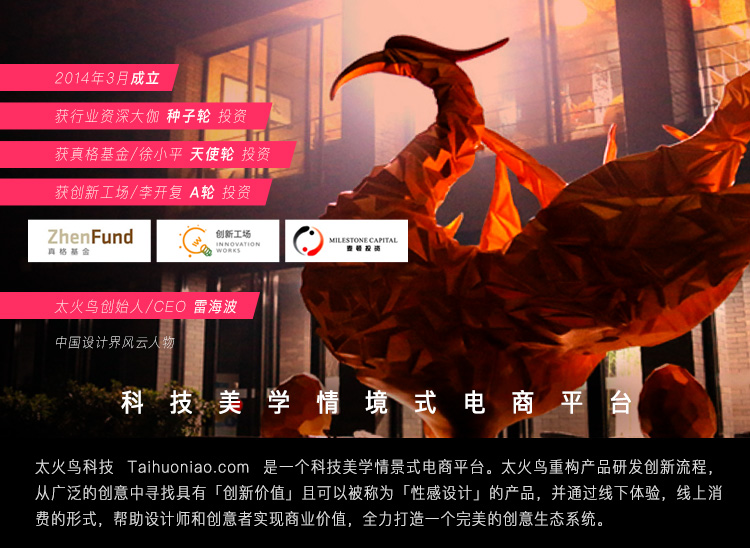 2014年3月成立
获行业资深大伽 种子轮 投资
获真格基金/徐小平 天使轮 投资
获创新工场/李开复 A轮 投资
ZhenFund
真格基金
创新工场
INNOVATION
WORKS
MILESTONE CAPITAL
壹顿投资
太火鸟创始人/CEO 雷海波
中国设计界风云人物
科技美学情境式电商平台
太火鸟科技 Taihuoniao.com 是一个科技美学情景式电商平台。太火鸟重构产品研发创新流程，
从广泛的创意中寻找具有「创新价值」且可以被称为「性感设计」的产品，并通过线下体验，线上消
费的形式，帮助设计师和创意者实现商业价值，全力打造一个完美的创意生态系统。